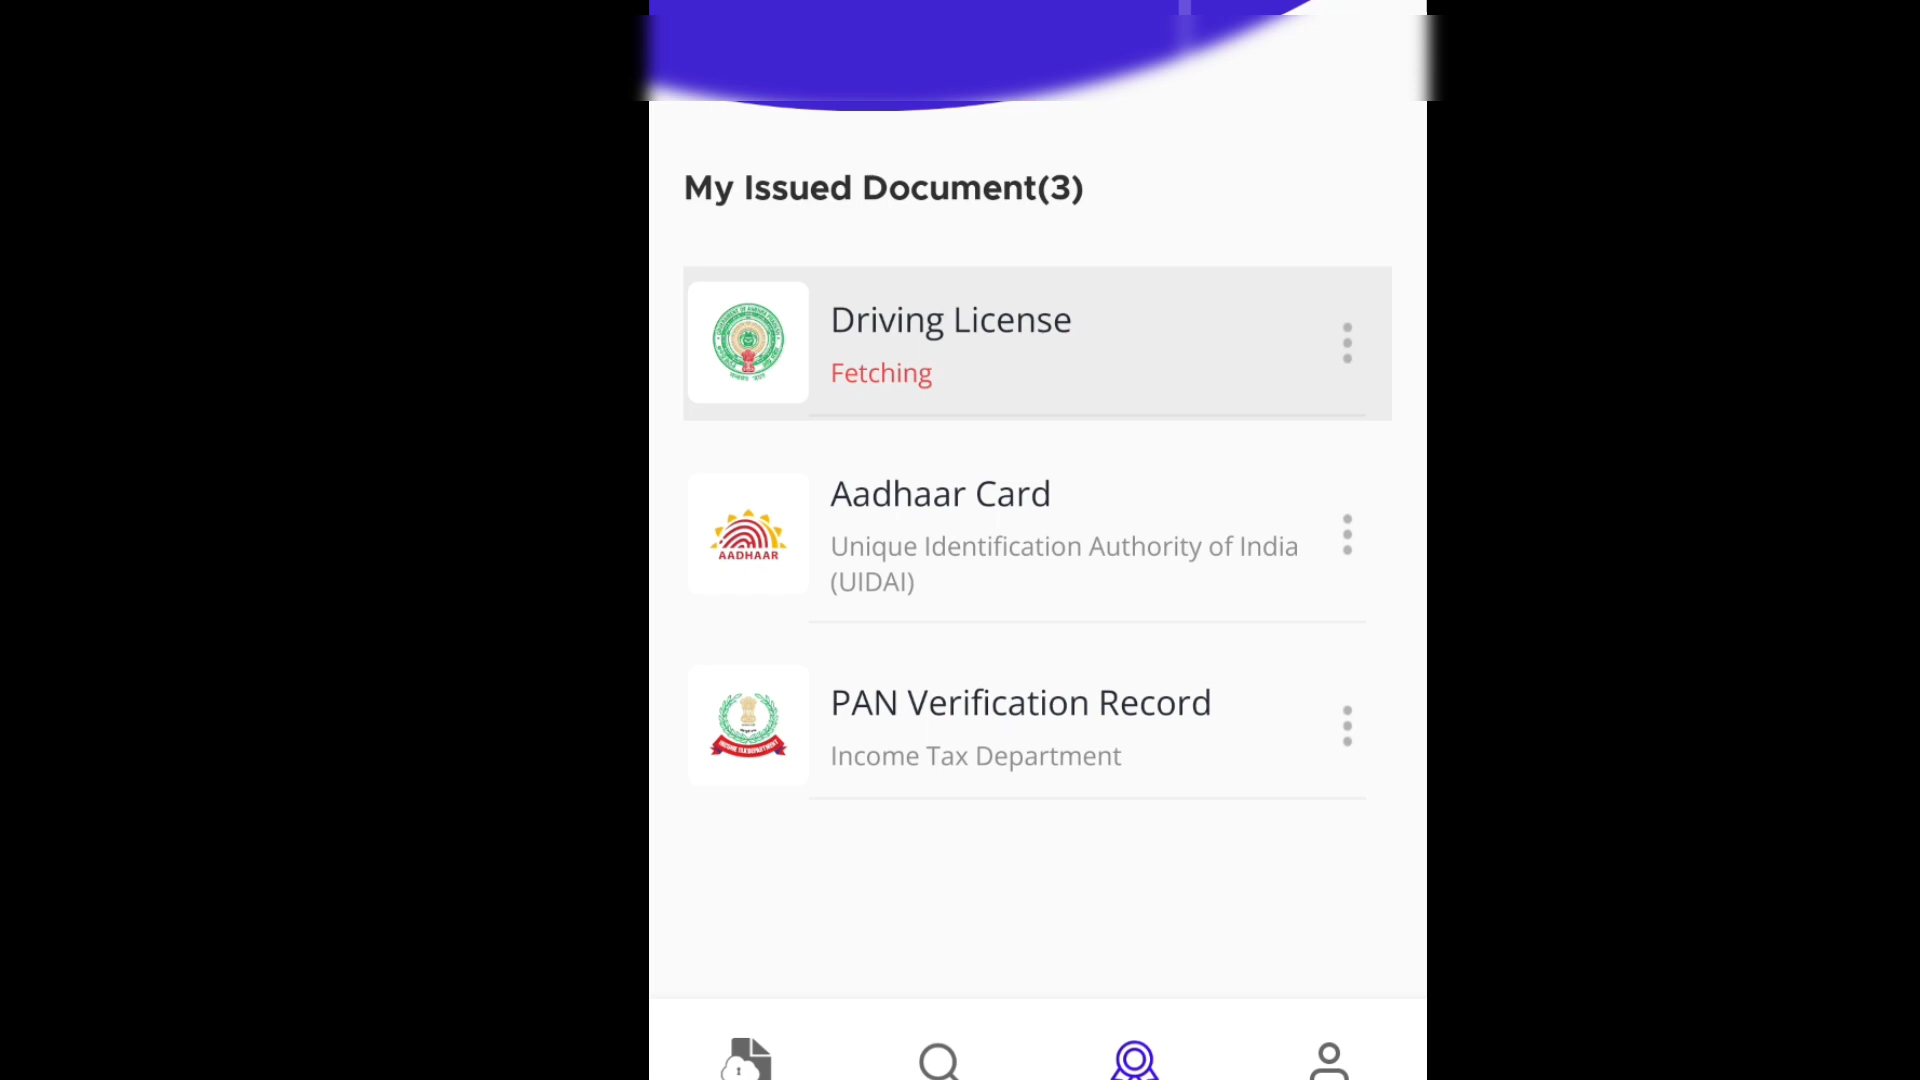 My Issued Document(3)
Driving License
Fetching
AADHAAR
Aadhaar Card
Unique Identification Authority of India
(UIDAI)
PAN Verification Record
Income Tax Department